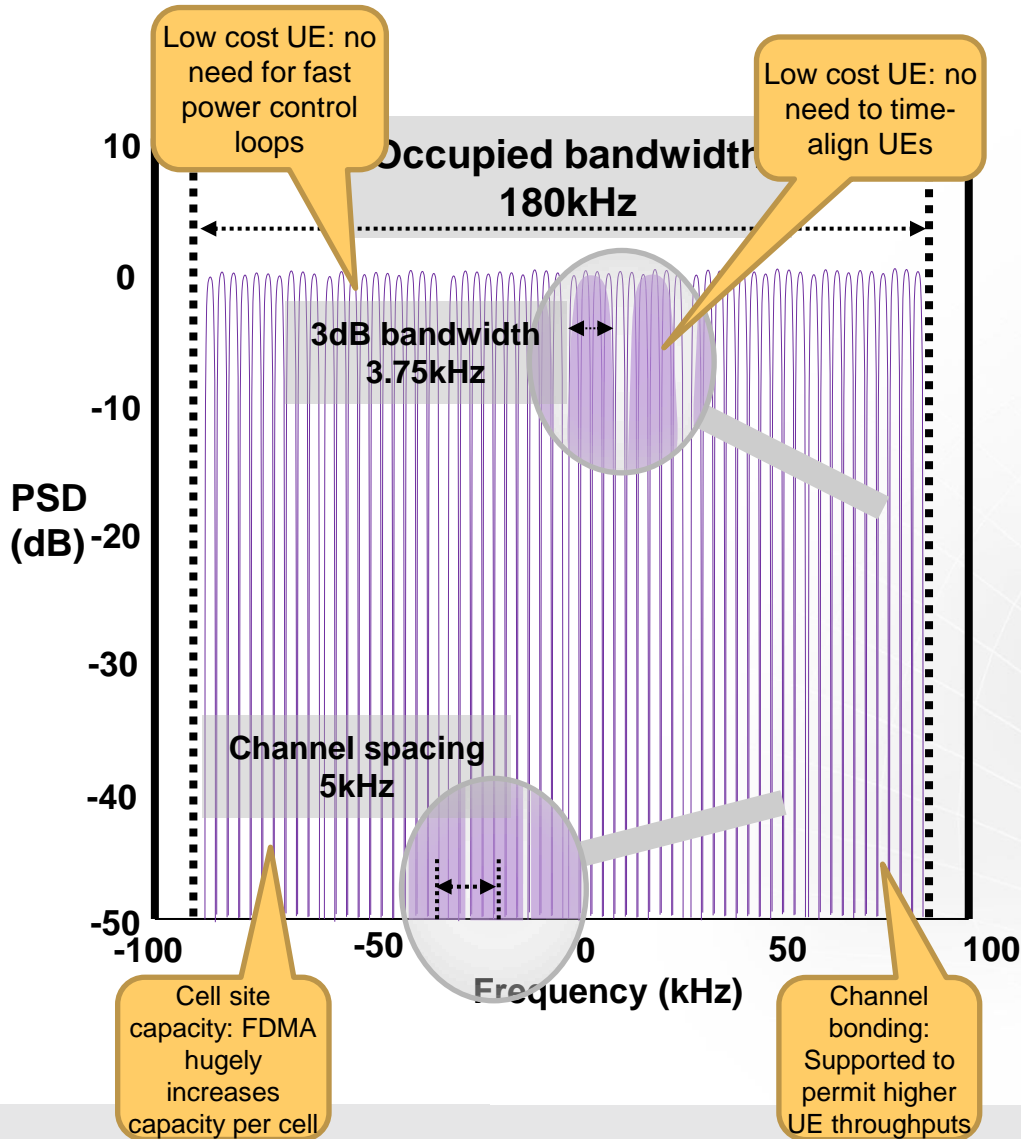 Low cost UE: no
need for fast
power control
loops
Low cost UE: no
need to time-
align UEs
Occupied bandwidth
180kHz
3dB bandwidth
3.75kHz
Channel spacing
5kHz
PSD
(dB)
10
0
-10
-20
-30
-40
-50
-100
-50
0
50
100
Frequency (kHz)
Cell site
capacity: FDMA
hugely
increases
capacity per cell
Channel
bonding:
Supported to
permit higher
UE throughputs